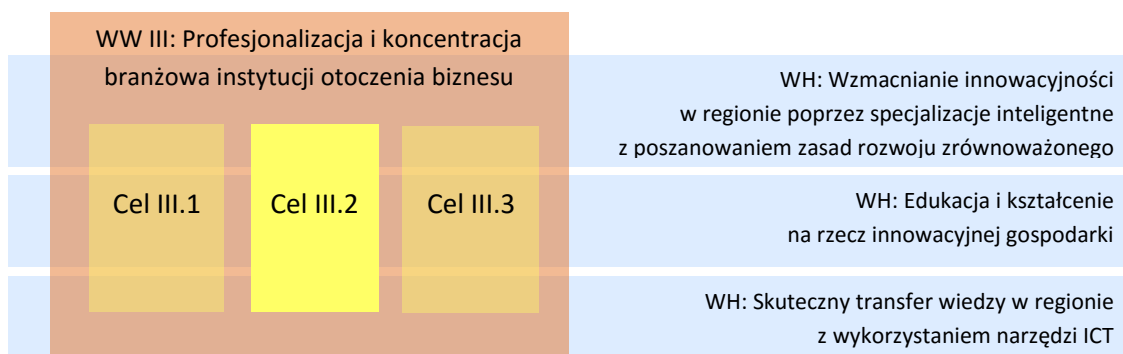 WW III: Profesjonalizacja i koncentracja
branżowa instytucji otoczenia biznesu
Cel III.1
Cel III.2
Cel III.3
WH: Wzmacnianie innowacyjności
w regionie poprzez specjalizacje inteligentne
z poszanowaniem zasad rozwoju zrównoważonego
WH: Edukacja i kształcenie
na rzecz innowacyjnej gospodarki
WH: Skuteczny transfer wiedzy w regionie
z wykorzystaniem narzędzi ICT